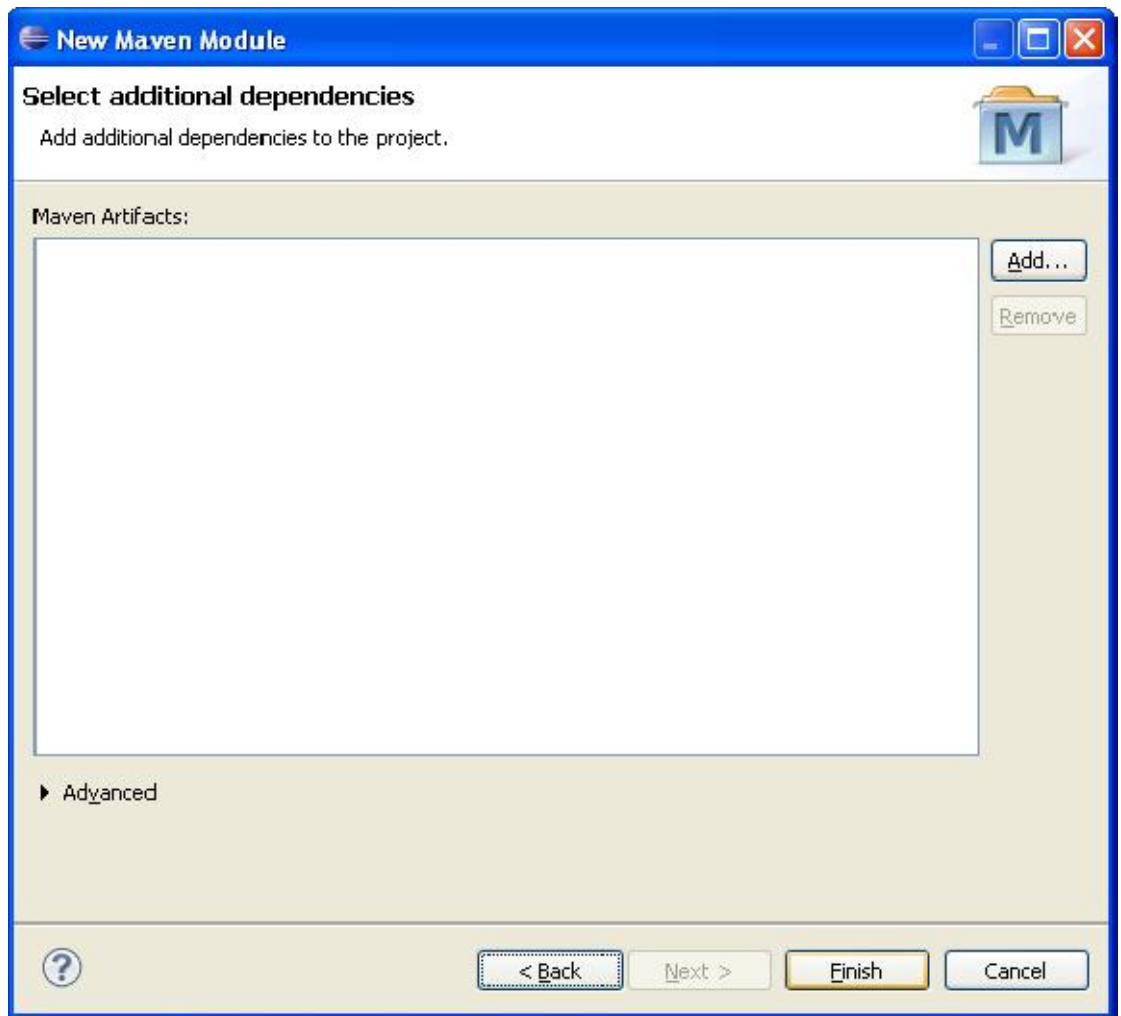 New Maven Module
Select additional dependencies
Add additional dependencies to the project.
M
Maven Artifacts:
Add...
Remove
Advanced
?
< Back
Next >
Finish
Cancel